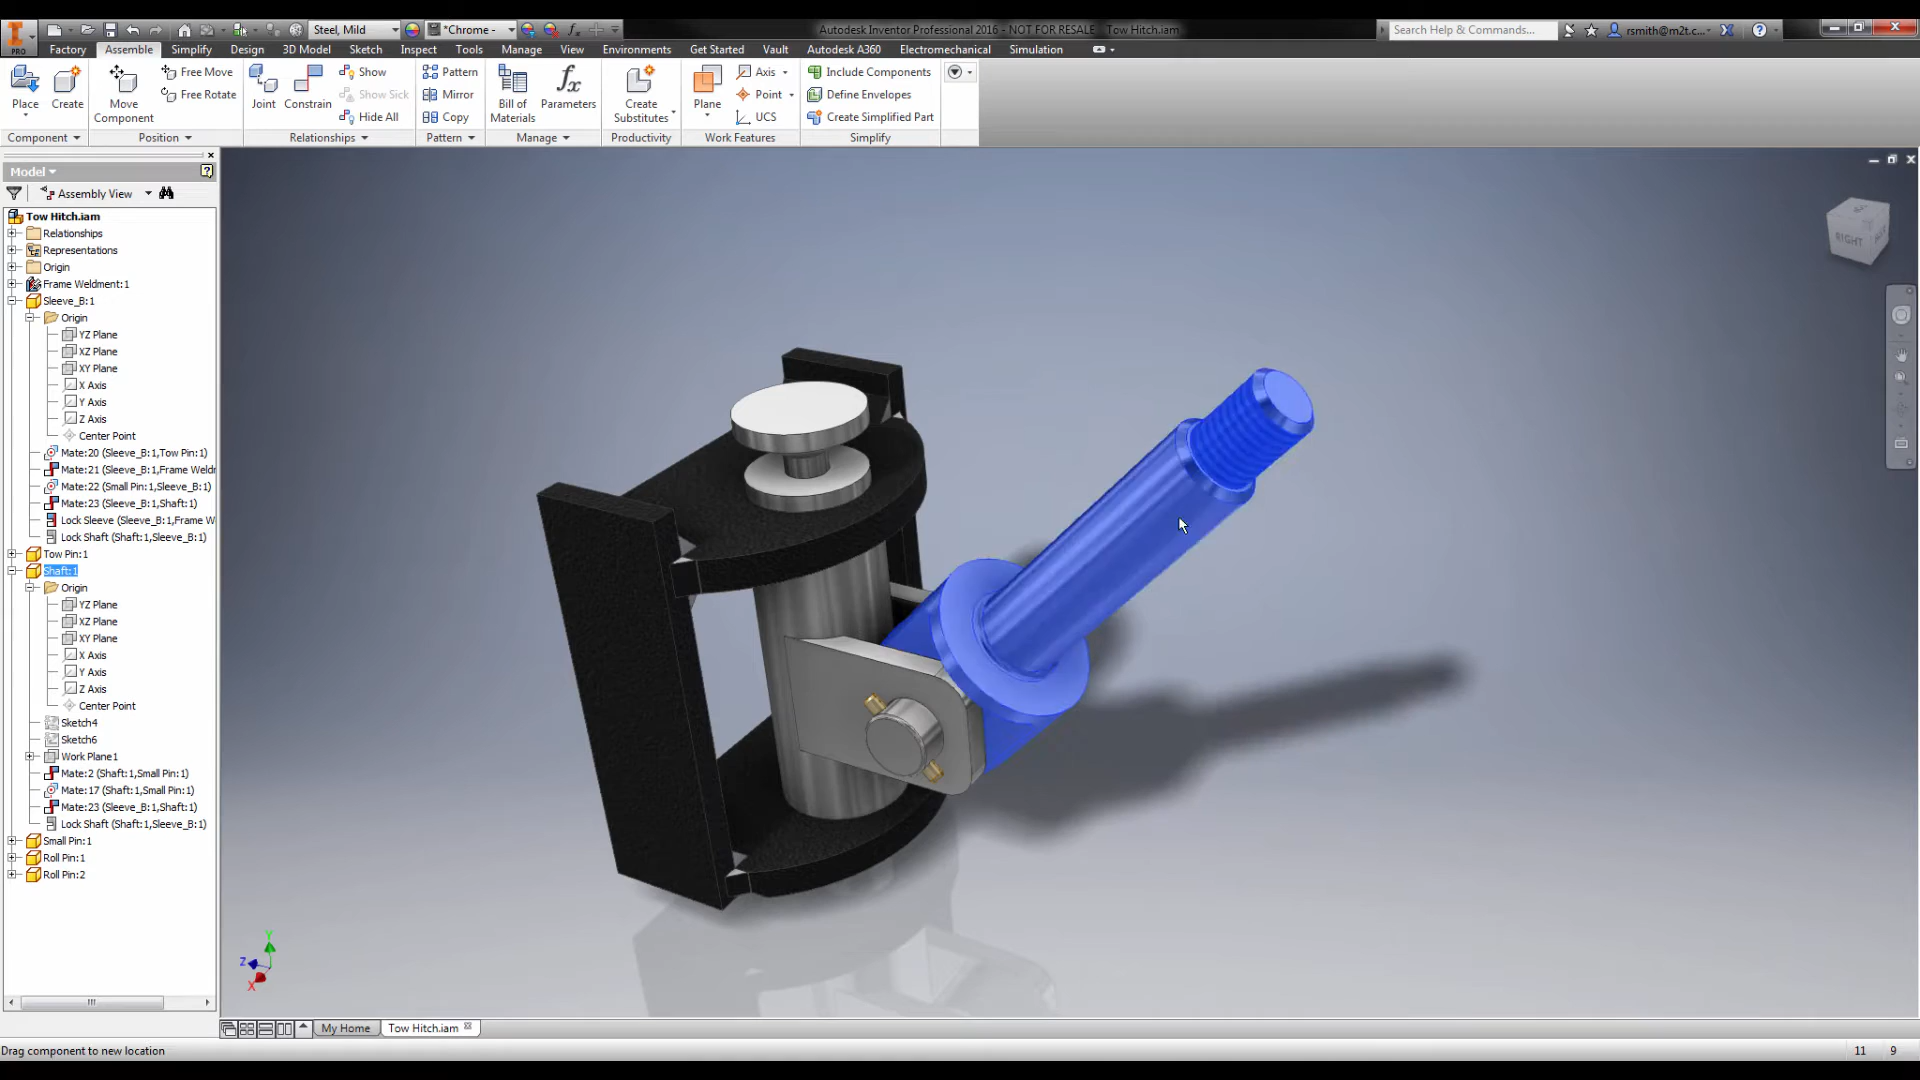 Steel, Mild
*Chrome -
Autodesk Inventor Professional 2016 - NOT FOR RESALE Tow Hitch.iam
Search Help & Commands...
rsmith@m2t.c...
PRO
Factory Assemble Simplify Design 3D Model Sketch Inspect Tools Manage View Environments Get Started Vault Autodesk A360 Electromechanical Simulation
Place
Create
Move
Component
Free Move
Free Rotate
Joint
Constrain
Show
Show Sick
Hide All
Pattern
Mirror
Copy
Bill of
Materials
fx
Parameters
Create
Substitutes
Plane
Axis
Point
UCS
Include Components
Define Envelopes
Create Simplified Part
Component Position Relationships Pattern Manage Productivity Work Features Simplify
Model
Assembly View
Tow Hitch.iam
Relationships
Representations
Origin
Frame Weldment:1
Sleeve_B:1
Origin
YZ Plane
XZ Plane
XY Plane
X Axis
Y Axis
Z Axis
Center Point
Mate:20 (Sleeve_B:1,Tow Pin:1)
Mate:21 (Sleeve_B:1,Frame Weld
Mate:22 (Small Pin:1,Sleeve_B:1)
Mate:23 (Sleeve_B:1,Shaft:1)
Lock Sleeve (Sleeve_B:1,Frame W
Lock Shaft (Shaft:1,Sleeve_B:1)
Tow Pin:1
Shaft:1
Origin
YZ Plane
XZ Plane
XY Plane
X Axis
Y Axis
Z Axis
Center Point
Sketch4
Sketch6
Work Plane1
Mate:2 (Shaft:1,Small Pin:1)
Mate:17 (Shaft:1,Small Pin:1)
Mate:23 (Sleeve_B:1,Shaft:1)
Lock Shaft (Shaft:1,Sleeve_B:1)
Small Pin:1
Roll Pin:1
Roll Pin:2
RIGHT
Y
Z
X
My Home Tow Hitch.iam
Drag component to new location
11 9